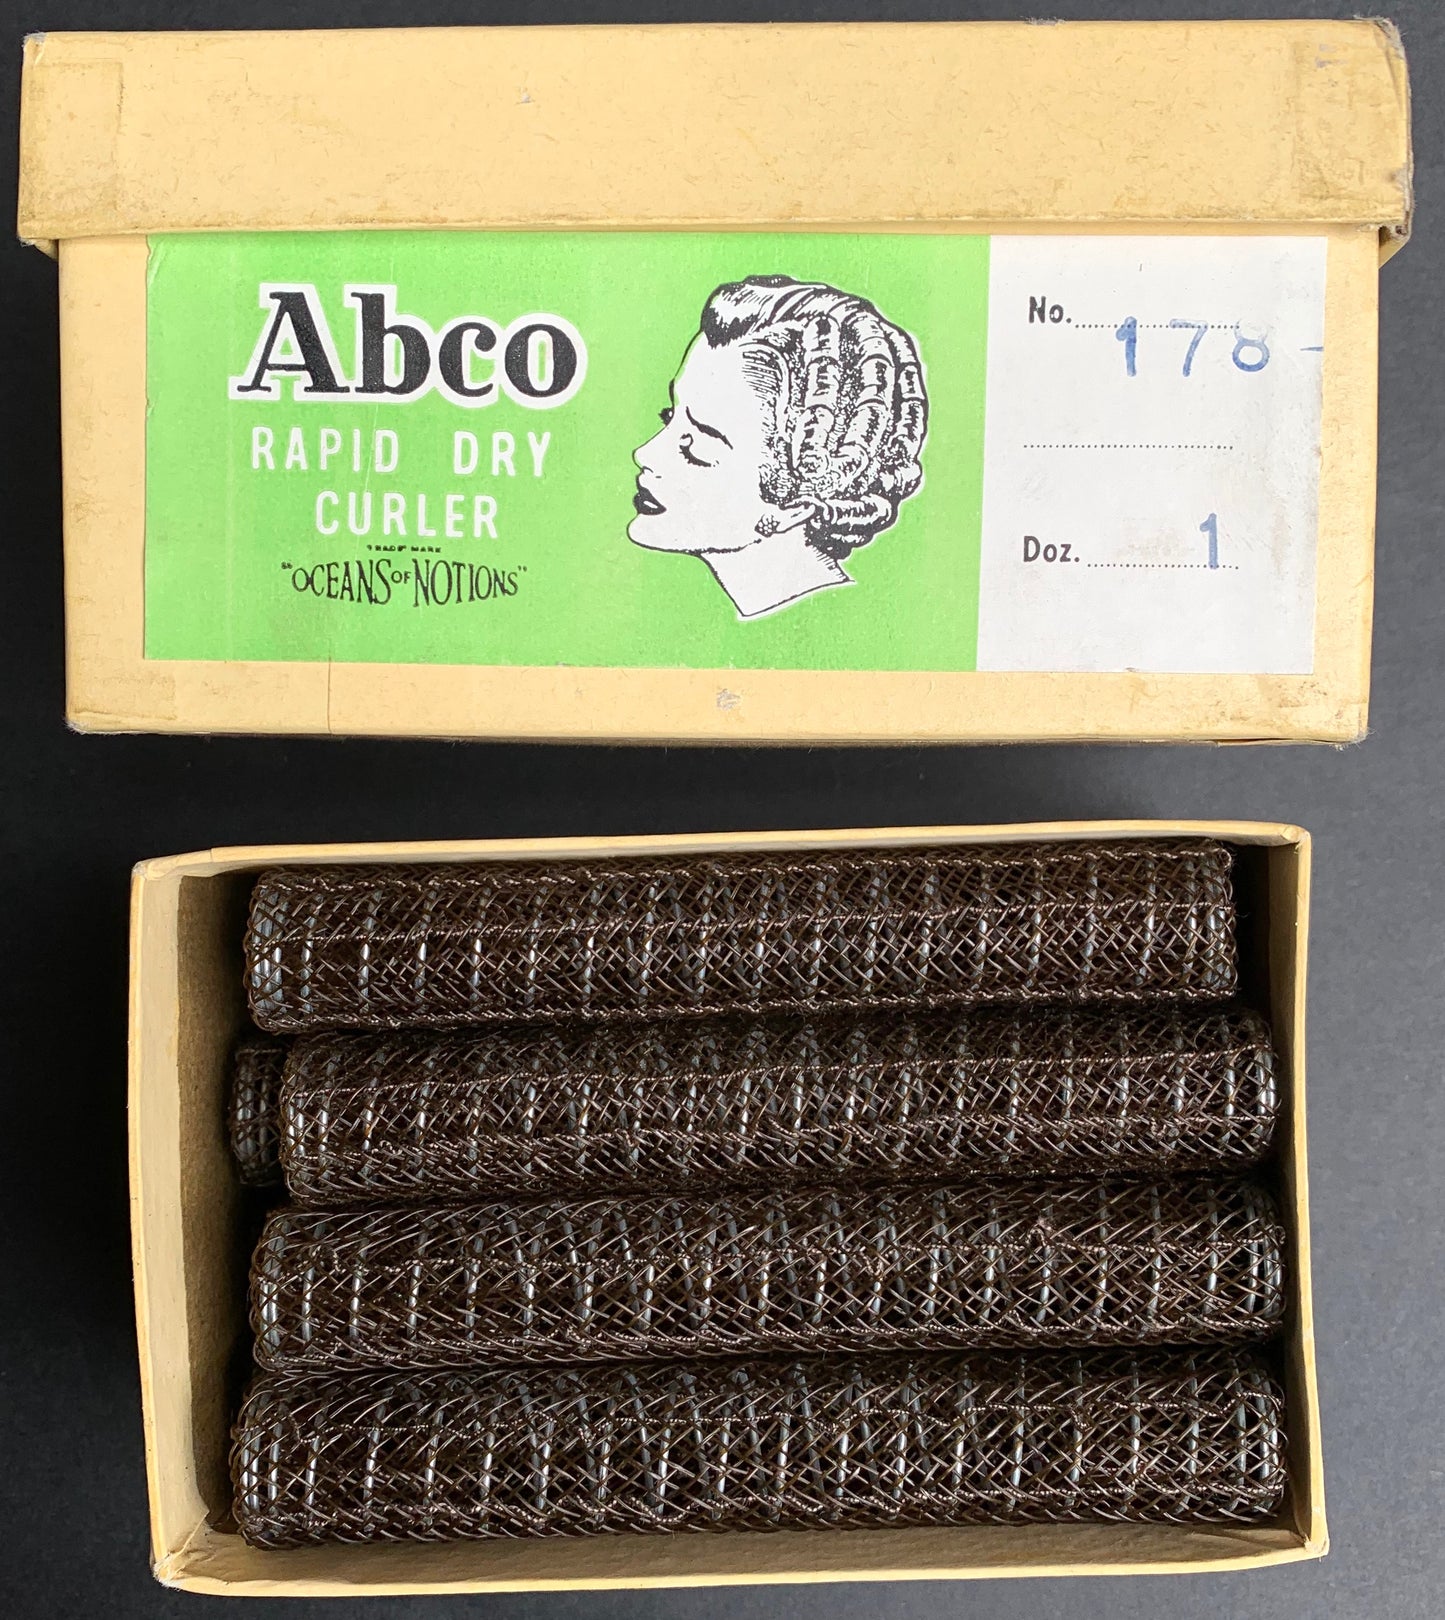 Abco
RAPID DRY
CURLER
TRADE MARK
"OCEANS OF NOTIONS"
No. 178-
Doz. 1